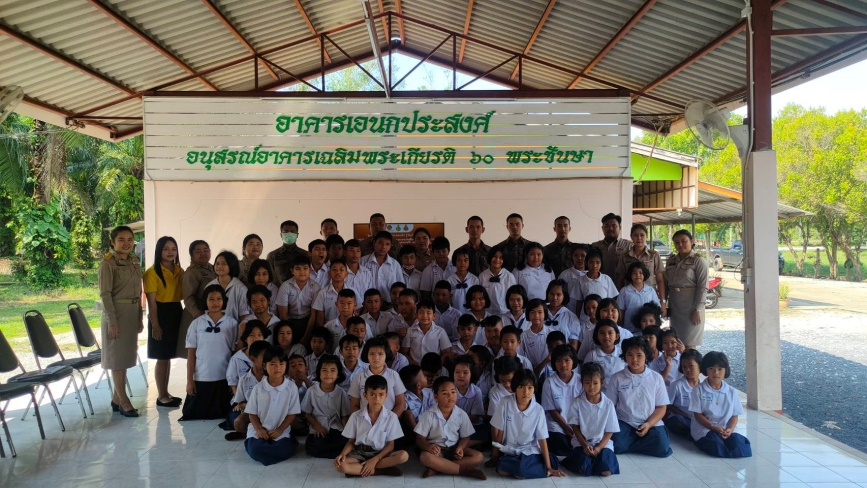 อาคารเอนกประสงค์
อนุสรณ์อาคารเฉลิมพระเกียรติ ๖๐ พระชันษา